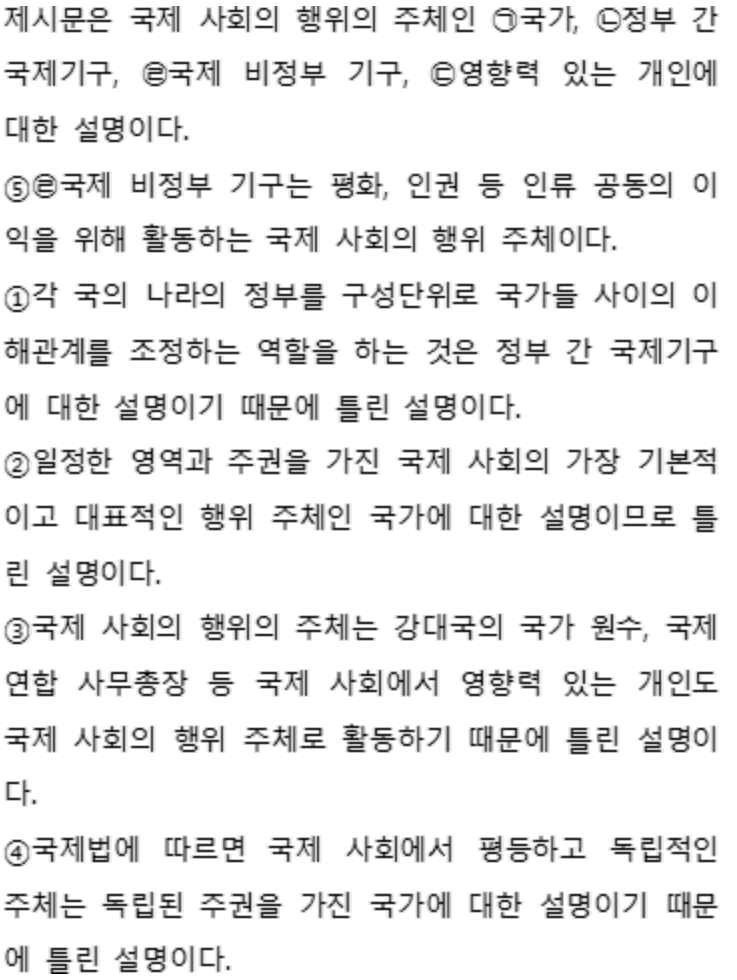 제시문은 국제 사회의 행위의 주체인 ㉠국가, ㉡정부 간
국제기구, ㉣국제 비정부 기구, ㉢영향력 있는 개인에
대한 설명이다.
⑤㉣국제 비정부 기구는 평화, 인권 등 인류 공동의 이
익을 위해 활동하는 국제 사회의 행위 주체이다.
①각 국의 나라의 정부를 구성단위로 국가들 사이의 이
해관계를 조정하는 역할을 하는 것은 정부 간 국제기구
에 대한 설명이기 때문에 틀린 설명이다.
②일정한 영역과 주권을 가진 국제 사회의 가장 기본적
이고 대표적인 행위 주체인 국가에 대한 설명이므로 틀
린 설명이다.
③국제 사회의 행위의 주체는 강대국의 국가 원수, 국제
연합 사무총장 등 국제 사회에서 영향력 있는 개인도
국제 사회의 행위 주체로 활동하기 때문에 틀린 설명이
다.
④국제법에 따르면 국제 사회에서 평등하고 독립적인
주체는 독립된 주권을 가진 국가에 대한 설명이기 때문
에 틀린 설명이다.